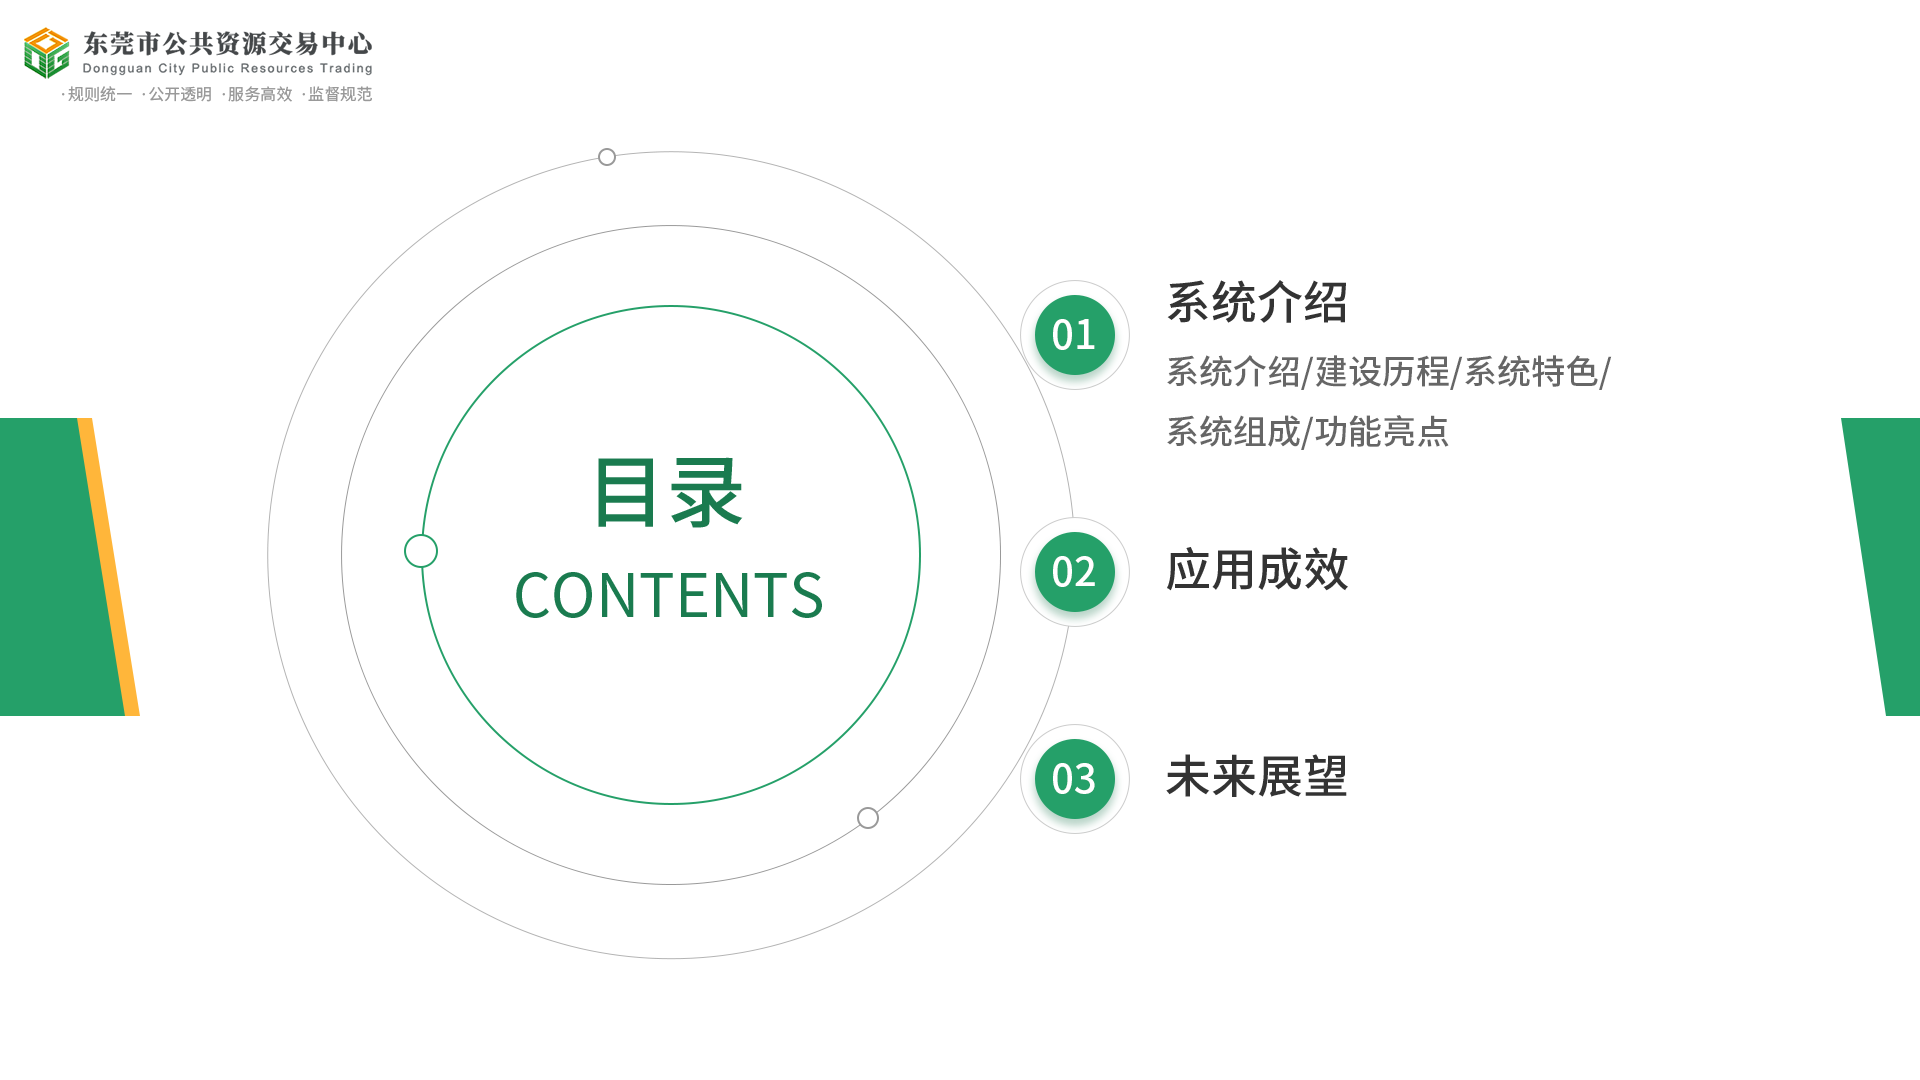 东莞市公共资源交易中心
Dongguan City Public Resources Trading
·规则统一 ·公开透明 ·服务高效 ·监督规范
目录
CONTENTS
01
系统介绍
系统介绍/建设历程/系统特色/
系统组成/功能亮点
02
应用成效
03
未来展望